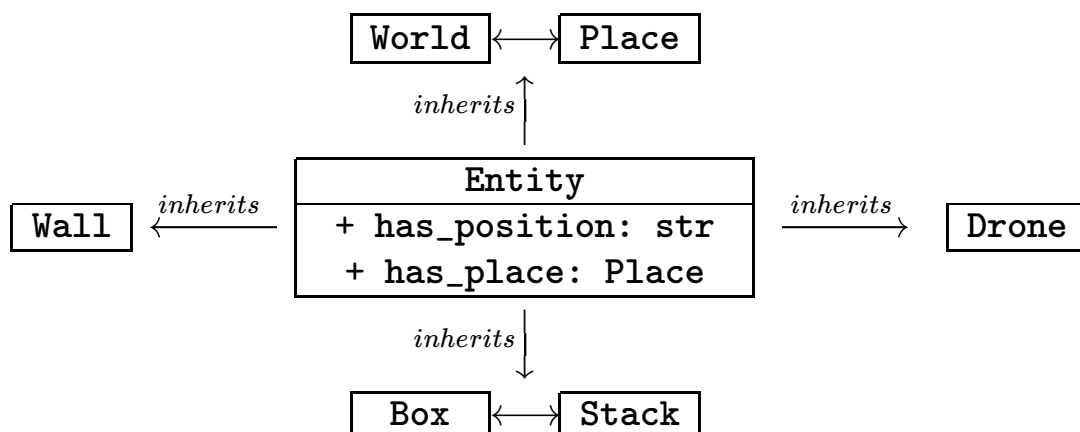 World Place
inherits
Entity
inherits + has_position: str inherits
Wall Drone
+ has_place: Place
inherits
Box Stack